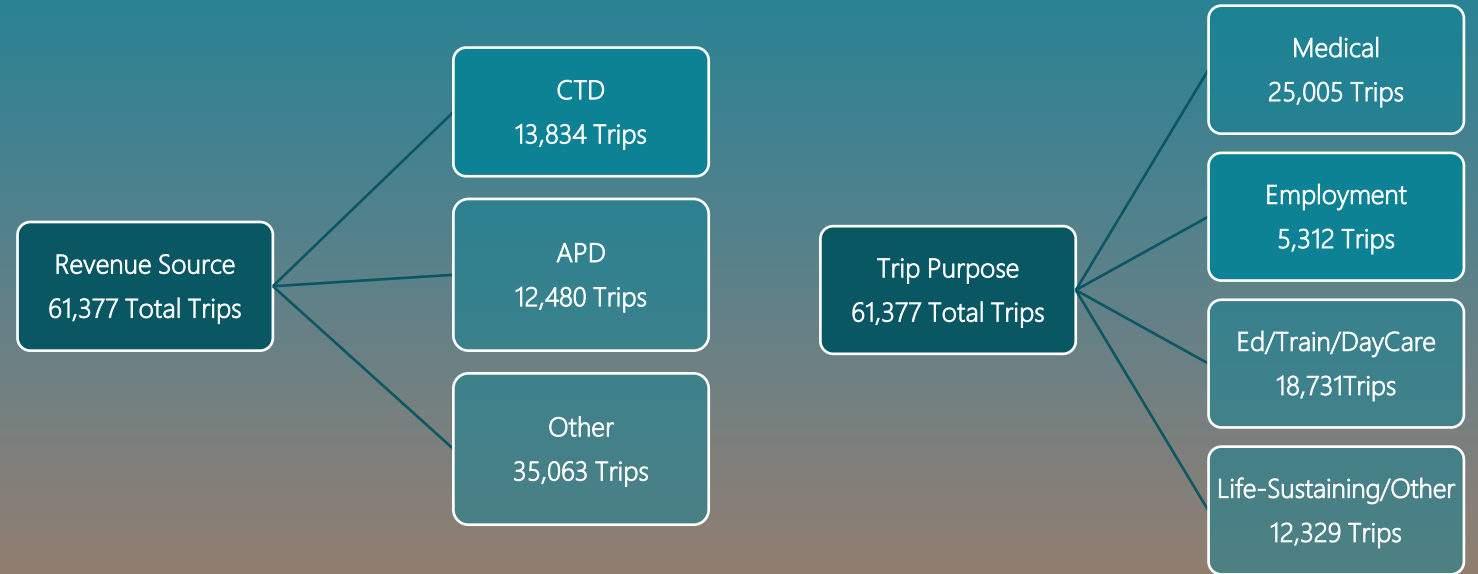 Revenue Source
61,377 Total Trips
CTD
13,834 Trips
APD
12,480 Trips
Other
35,063 Trips
Trip Purpose
61,377 Total Trips
Medical
25,005 Trips
Employment
5,312 Trips
Ed/Train/DayCare
18,731Trips
Life-Sustaining/Other
12,329 Trips